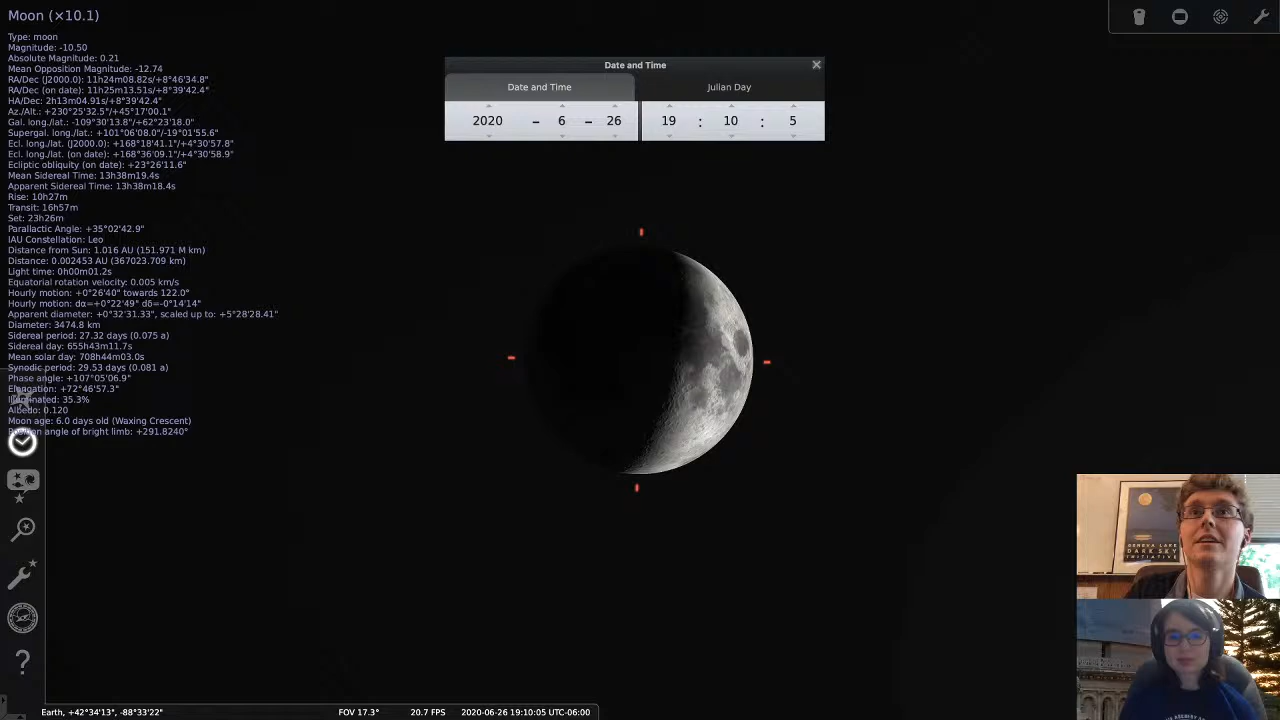 Moon (×10.1)
Type: moon
Magnitude: -10.50
Absolute Magnitude: 0.21
Mean Opposition Magnitude: -12.74
RA/Dec (J2000.0): 11h24m08.82s/+8°46'34.8"
RA/Dec (on date): 11h25m13.51s/+8°39'42.4"
HA/Dec: 2h13m04.91s/+8°39'42.4"
Az./Alt.: +230°25'32.5"/+45°17'00.1"
Gal. long./lat.: -109°30'13.8"/+62°23'18.0"
Supergal. long./lat.: +101°06'08.0"/-19°01'55.6"
Ecl. long./lat. (J2000.0): +168°18'41.1"/+4°30'57.8"
Ecl. long./lat. (on date): +168°36'09.1"/+4°30'58.9"
Ecliptic obliquity (on date): +23°26'11.6"
Mean Sidereal Time: 13h38m19.4s
Apparent Sidereal Time: 13h38m18.4s
Rise: 10h27m
Transit: 16h57m
Set: 23h26m
Parallactic Angle: +35°02'42.9"
IAU Constellation: Leo
Distance from Sun: 1.016 AU (151.971 M km)
Distance: 0.002453 AU (367023.709 km)
Light time: 0h00m01.2s
Equatorial rotation velocity: 0.005 km/s
Hourly motion: +0°26'40" towards 122.0°
Hourly motion: dα=+0°22'49" dδ=-0°14'14"
Apparent diameter: +0°32'31.33", scaled up to: +5°28'28.41"
Diameter: 3474.8 km
Sidereal period: 27.32 days (0.075 a)
Sidereal day: 655h43m11.7s
Mean solar day: 708h44m03.0s
Synodic period: 29.53 days (0.081 a)
Phase angle: +107°05'06.9"
Elongation: +72°46'57.3"
Illuminated: 35.3%
Albedo: 0.120
Moon age: 6.0 days old (Waxing Crescent)
Position angle of bright limb: +291.8240°
Date and Time
Date and Time Julian Day
2020 - 6 - 26 19 : 10 : 5
GENEVA LAKE
DARK SKY
INITIATIVE
?
Earth, +42°34'13", -88°33'22" FOV 17.3° 20.7 FPS 2020-06-26 19:10:05 UTC-06:00